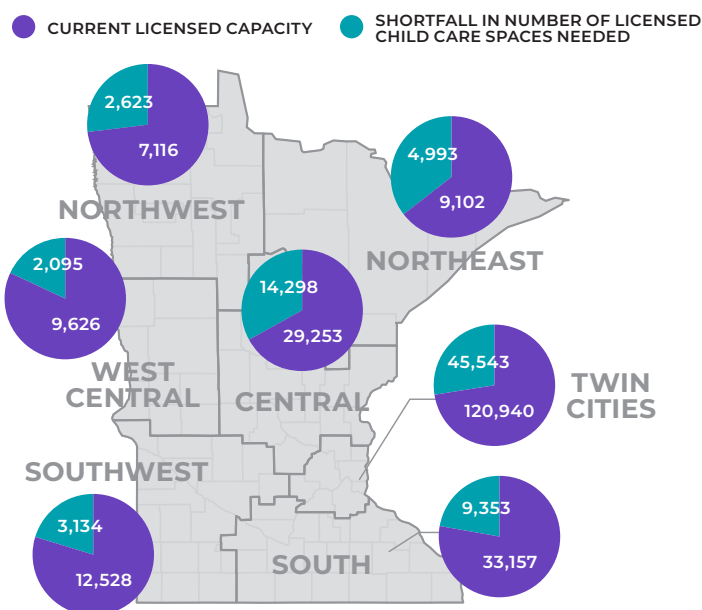 CURRENT LICENSED CAPACITY
SHORTFALL IN NUMBER OF LICENSED
CHILD CARE SPACES NEEDED
2,623
7,116
NORTHWEST
4,993
9,102
NORTHEAST
2,095
9,626
WEST
CENTRAL
14,298
29,253
CENTRAL
45,543
120,940
TWIN
CITIES
SOUTHWEST
3,134
12,528
9,353
33,157
SOUTH